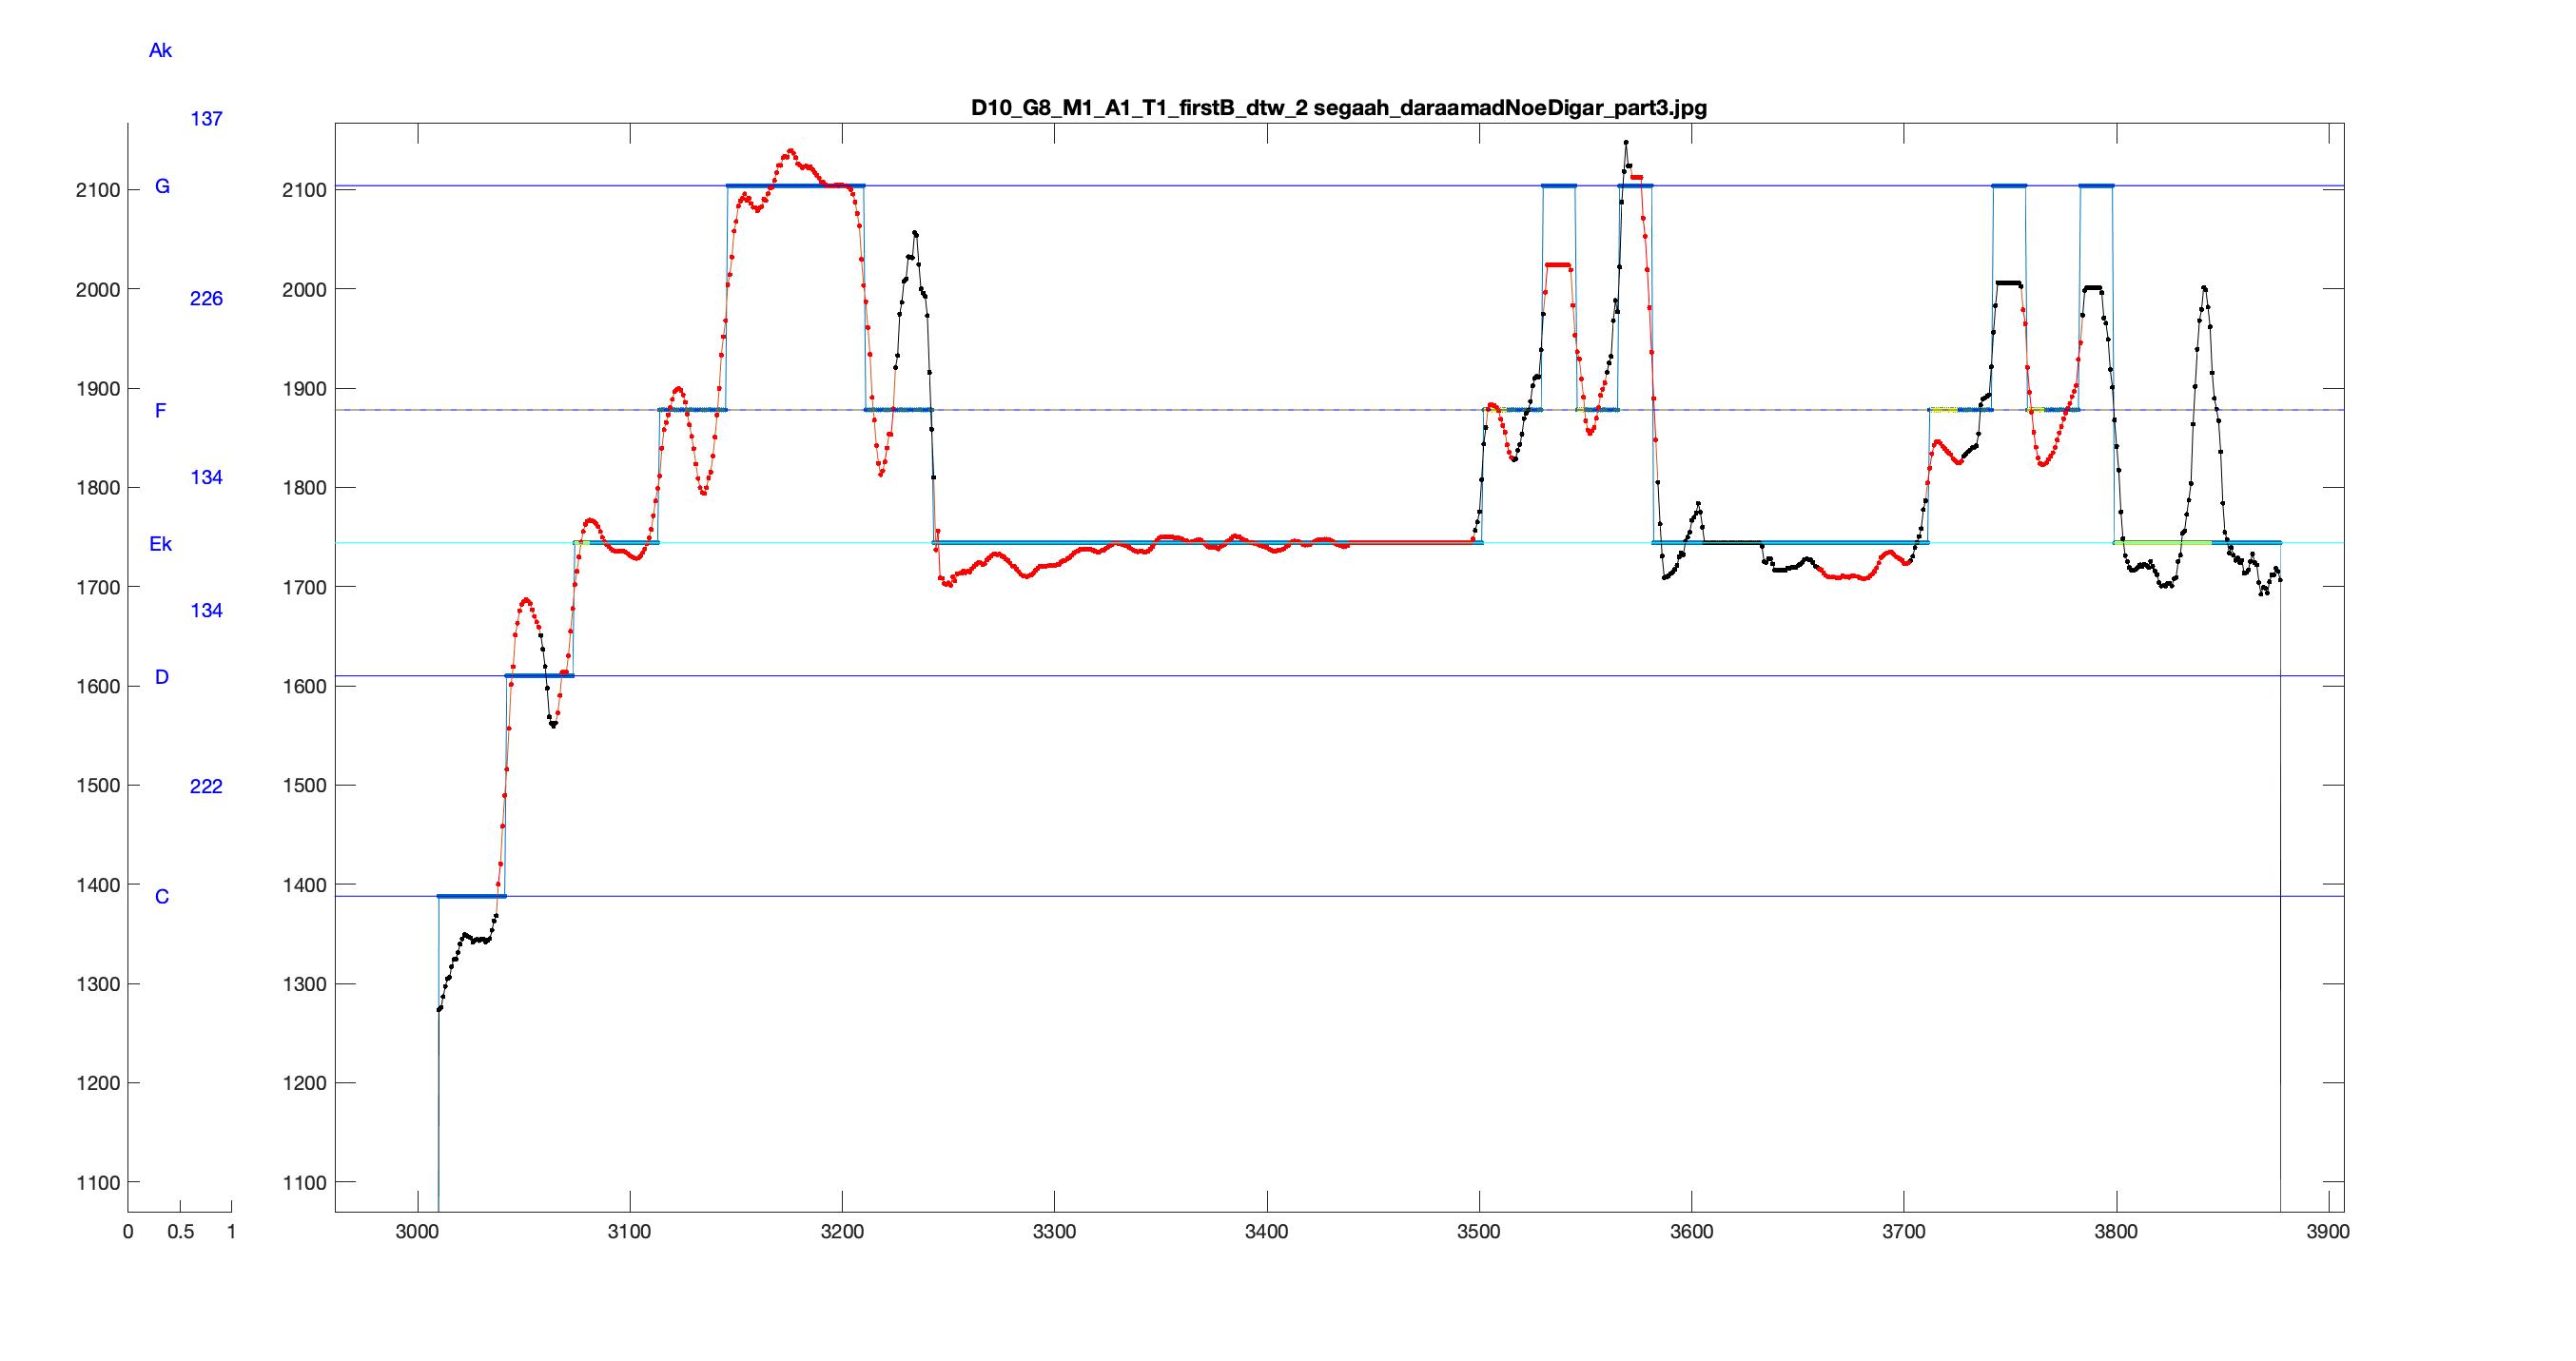 Ak
D10_G8_M1_A1_T1_firstB_dtw_2 segaah_daraamadNoeDigar_part3.jpg
137
2100 G 2100
2000 226 2000
1900 1900
F
1800 134 1800
Ek
1700 1700
134
1600 D 1600
1500 222 1500
1400 C 1400
1300 1300
1200 1200
1100 1100
0 0.5 1 3000 3100 3200 3300 3400 3500 3600 3700 3800 3900